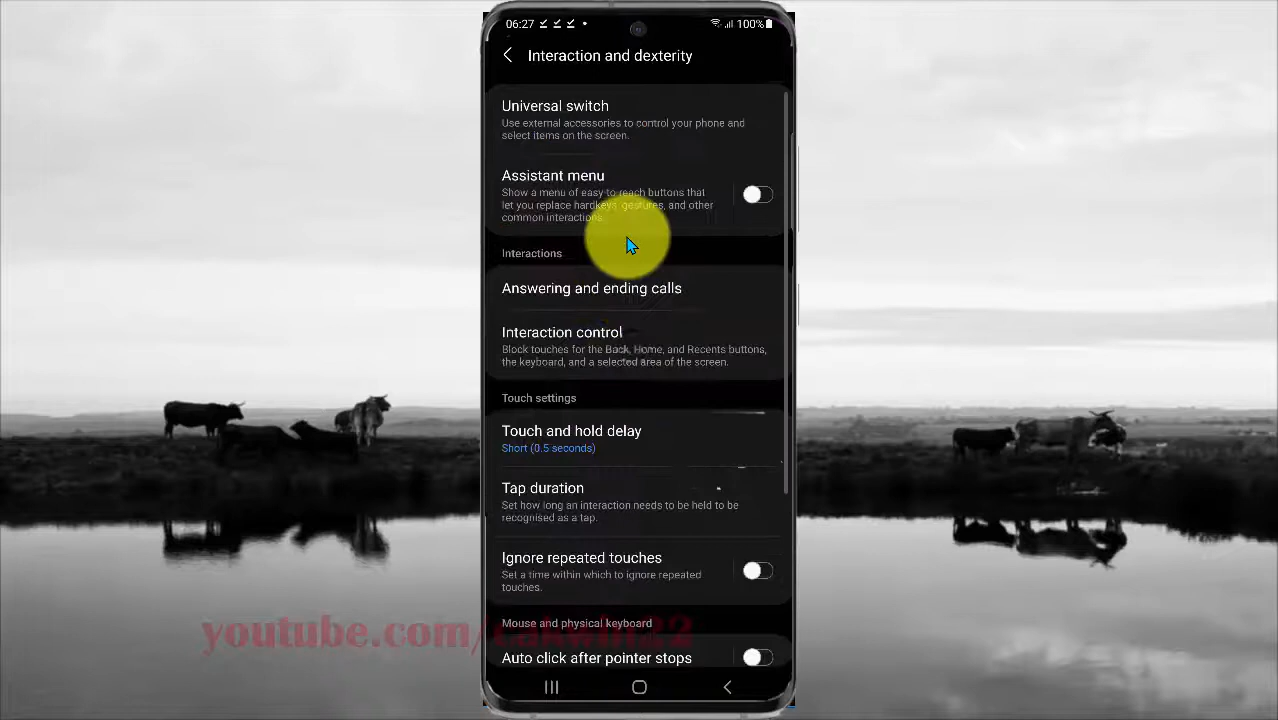 06:27
100%
Interaction and dexterity
Universal switch
Use external accessories to control your phone and
select items on the screen.
Assistant menu
Show a menu of easy to reach buttons that
let you replace hardkeys, gestures, and other
common interactions.
Interactions
Answering and ending calls
Interaction control
Block touches for the Back, Home, and Recents buttons,
the keyboard, and a selected area of the screen.
Touch settings
Touch and hold delay
Short (0.5 seconds)
Tap duration
Set how long an interaction needs to be held to be
recognised as a tap.
Ignore repeated touches
Set a time within which to ignore repeated
touches.
Mouse and physical keyboard
youtube.com/cakwin22
Auto click after pointer stops